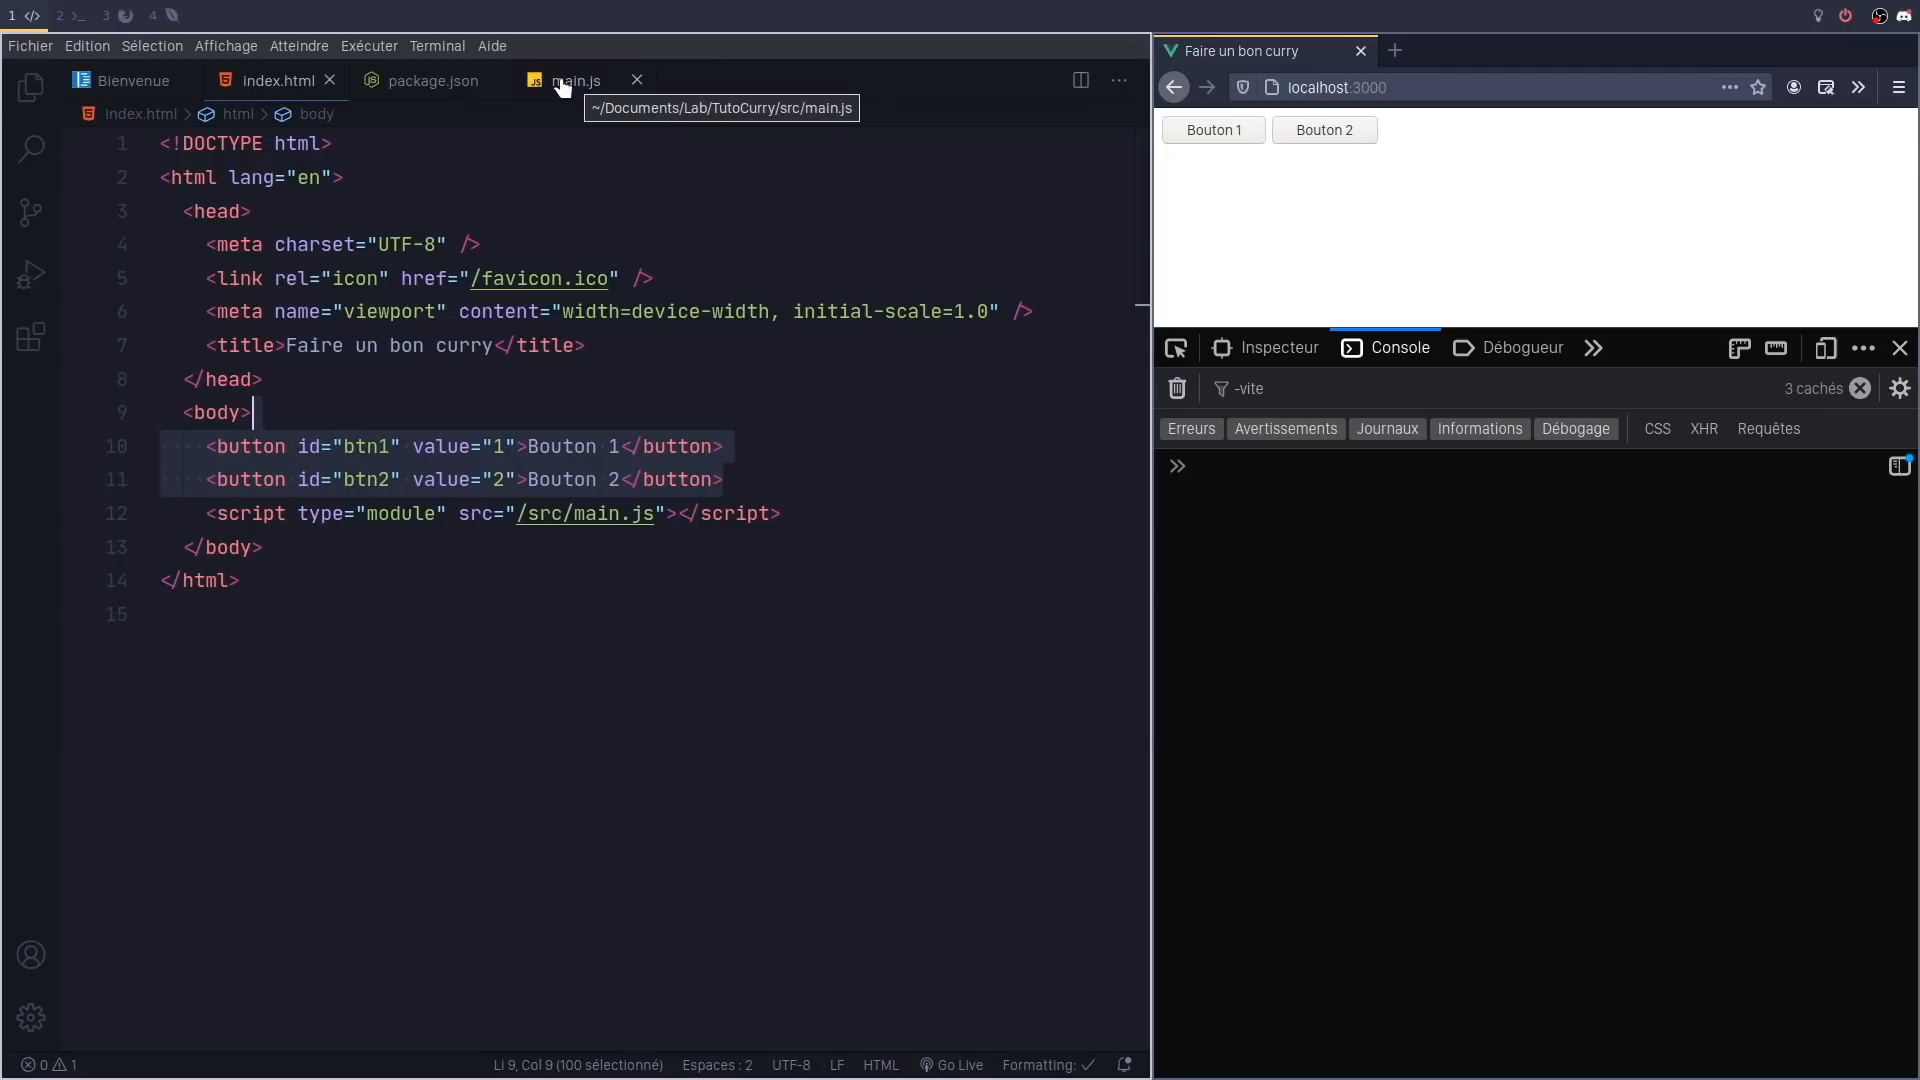 1 2 3 4
Fichier Edition Sélection Affichage Atteindre Exécuter Terminal Aide
Bienvenue index.html package.json main.js
~/Documents/Lab/TutoCurry/src/main.js
index.html > html > body
1 <!DOCTYPE html>
2 <html lang="en">
3 <head>
4 <meta charset="UTF-8" />
5 <link rel="icon" href="/favicon.ico" />
6 <meta name="viewport" content="width=device-width, initial-scale=1.0" />
7 <title>Faire un bon curry</title>
8 </head>
9 <body>
10 <button id="btn1" value="1">Bouton 1</button>
11 <button id="btn2" value="2">Bouton 2</button>
12 <script type="module" src="/src/main.js"></script>
13 </body>
14 </html>
15
0 1
Li 9, Col 9 (100 sélectionné) Espaces : 2 UTF-8 LF HTML Go Live Formatting: ✓
Faire un bon curry
localhost:3000
Bouton 1 Bouton 2
Inspecteur Console Débogueur
-vite 3 cachés
Erreurs Avertissements Journaux Informations Débogage CSS XHR Requêtes